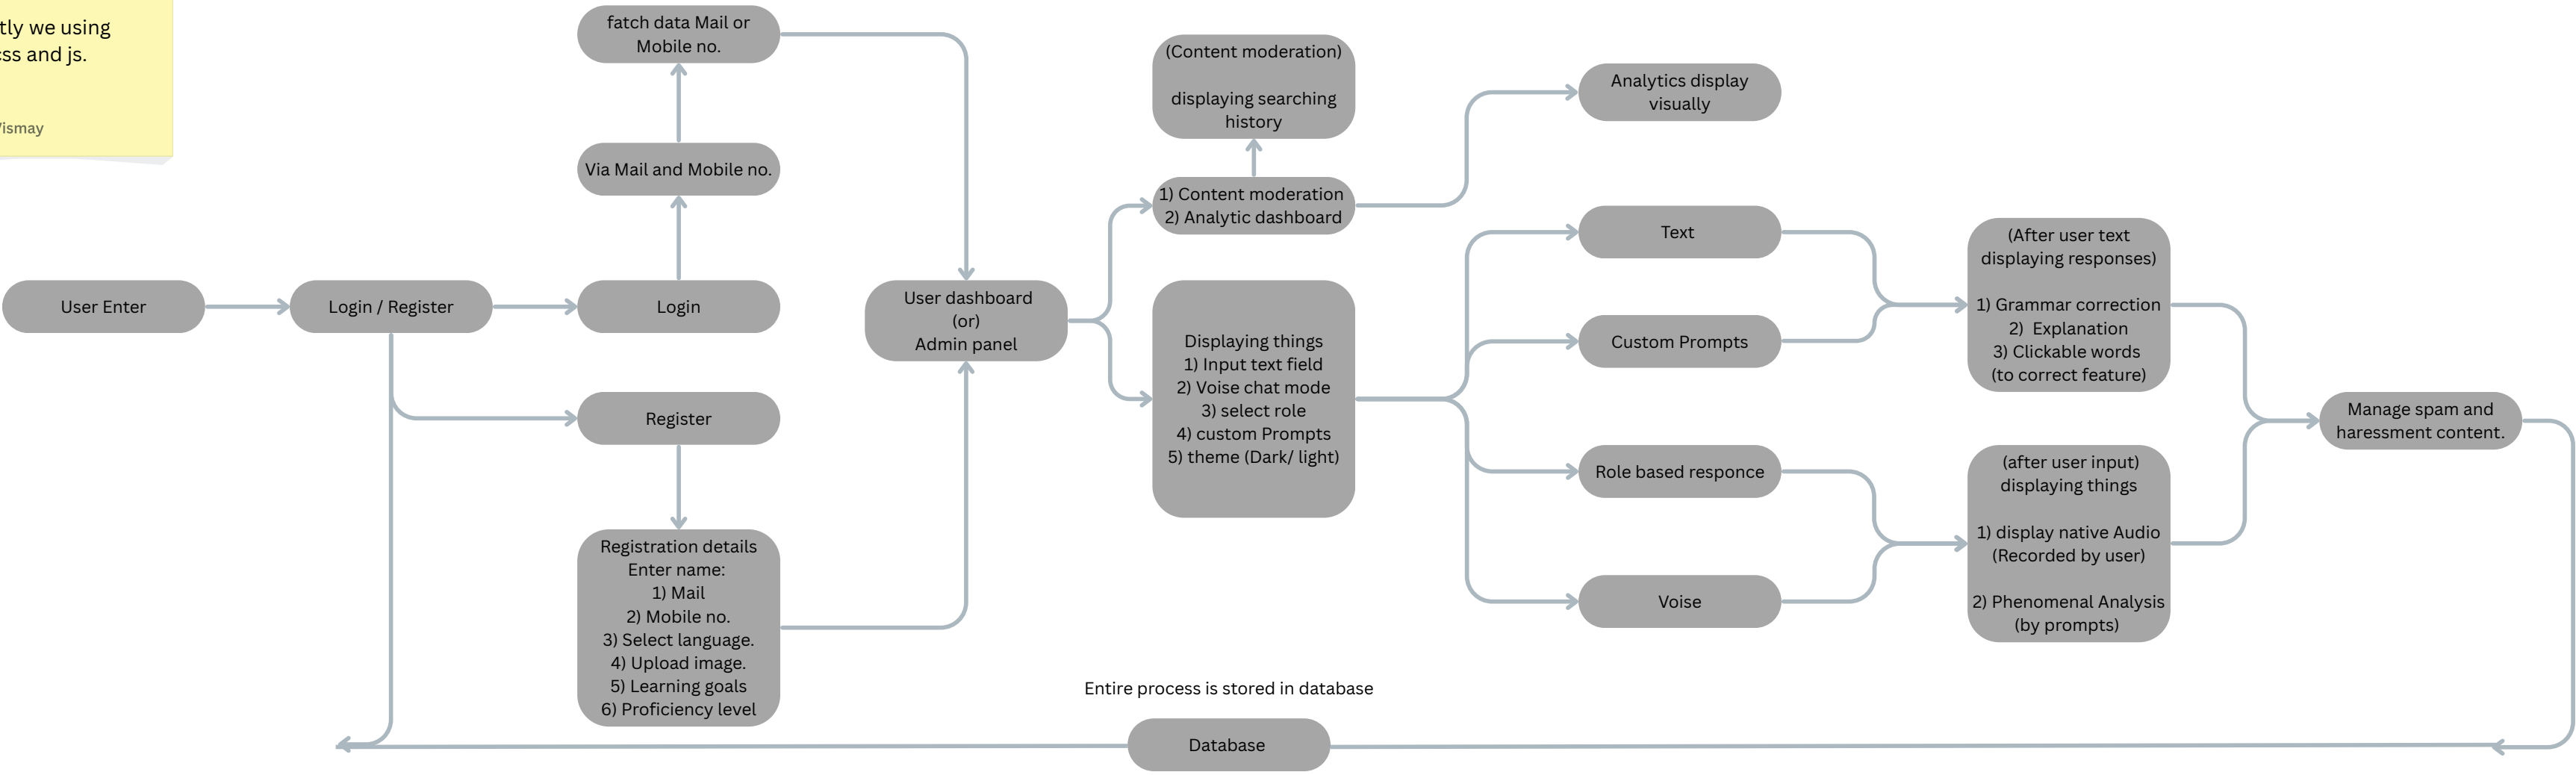 we using
and js.
fatch data Mail or
Mobile no.
Via Mail and Mobile no.
User Enter
Login / Register
Login
Register
Registration details
Enter name:
1) Mail
2) Mobile no.
3) Select language.
4) Upload image.
5) Learning goals
6) Proficiency level
User dashboard
(or)
Admin panel
(Content moderation)
displaying searching
history
1) Content moderation
2) Analytic dashboard
Analytics display
visually
Displaying things
1) Input text field
2) Voise chat mode
3) select role
4) custom Prompts
5) theme (Dark/ light)
Text
Custom Prompts
Role based responce
Voise
(After user text
displaying responses)
1) Grammar correction
2) Explanation
3) Clickable words
(to correct feature)
(after user input)
displaying things
1) display native Audio
(Recorded by user)
2) Phenomenal Analysis
(by prompts)
Manage spam and
haressment content.
Entire process is stored in database
Database